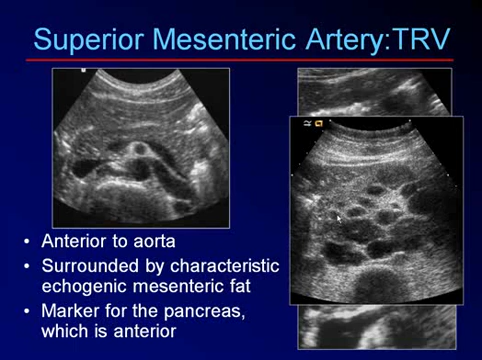 Superior Mesenteric Artery:TRV
• Anterior to aorta
• Surrounded by characteristic
echogenic mesenteric fat
• Marker for the pancreas,
which is anterior